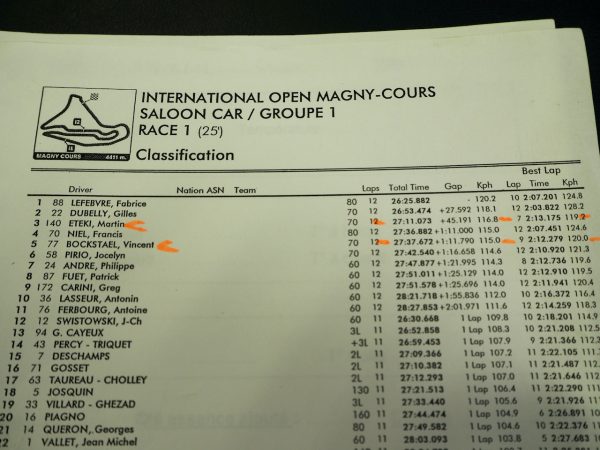 INTERNATIONAL OPEN MAGNY-COURS
SALOON CAR / GROUPE 1
RACE 1 (25')
12
MAGNY COURS 4411 m.
Classification
Best Lap
Driver Nation ASN Team Laps Total Time Gap Kph Lap Time Kph
1 88 LEFEBVRE, Fabrice 80 12 26:25.882 - 120.2 12 2:07.201 124.8
2 22 DUBELLY, Gilles 70 12 26:53.474 +27.592 118.1 12 2:03.822 128.2
3 140 ETEKI, Martin 70 12 27:11.073 +45.191 116.8 7 2:13.175 119.2
4 70 NIEL, Francis 80 12 27:36.882 +1:11.000 115.0 12 2:07.451 124.6
5 77 BOCKSTAEL, Vincent 70 12 27:37.672 +1:11.790 115.0 9 2:12.279 120.0
6 58 PIRIO, Jocelyn 70 12 27:42.540 +1:16.658 114.6 12 2:10.920 121.3
7 24 ANDRE, Philippe 60 12 27:47.877 +1:21.995 114.3 8 2:12.736 119.6
8 87 FUET, Patrick 60 12 27:51.011 +1:25.129 114.0 12 2:12.910 119.5
9 172 CARINI, Greg 60 12 27:51.578 +1:25.696 114.0 12 2:11.941 120.4
10 36 LASSEUR, Antonin 60 12 28:21.718 +1:55.836 112.0 10 2:16.372 116.4
11 76 FERBOURG, Antoine 60 12 28:27.853 +2:01.971 111.6 12 2:14.259 118.3
12 12 SWISTOWSKI, J-Ch 60 11 26:30.668 1 Lap 109.8 9 2:18.201 114.9
13 94 G. CAYEUX 3L 11 26:52.858 1 Lap 108.3 10 2:21.208 112.5
14 43 PERCY - TRIQUET +3L 11 26:59.453 1 Lap 107.9 9 2:21.366 112.3
15 7 DESCHAMPS 2L 11 27:09.366 1 Lap 107.2 11 2:22.105 111
16 71 GOSSET 2L 11 27:10.382 1 Lap 107.1 11 2:21.487 112
17 63 TAUREAU - CHOLLEY 2L 11 27:12.293 1 Lap 107.0 11 2:21.646 112
18 5 JOSQUIN 130 11 27:21.513 1 Lap 106.4 11 2:22.290 111
19 33 VILLARD - GHEZAD 3L 11 27:33.440 1 Lap 105.6 9 2:21.926 111
20 16 PIAGNO 160 11 27:44.474 1 Lap 104.9 6 2:26.891 10
21 14 QUERON, Georges 80 11 27:49.582 1 Lap 104.6 10 2:22.376 111
22 1 VALLET, Jean Michel 60 11 28:03.093 1 Lap 103.8 5 2:27.683